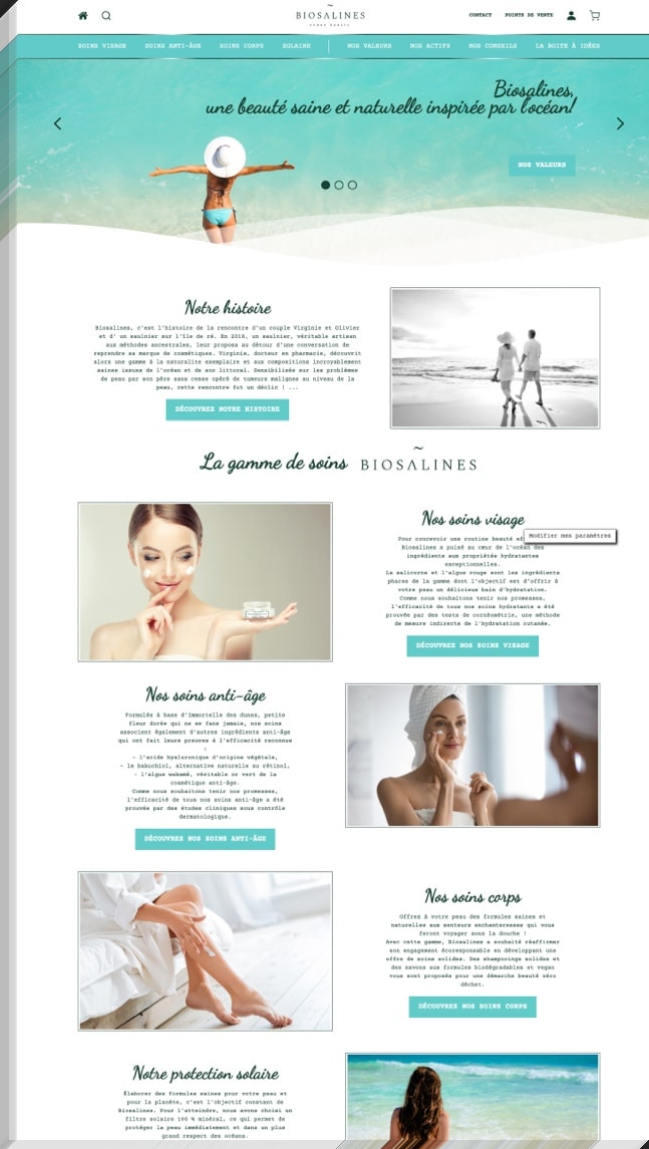 BIOSALINES
CONTACT
POINTS DE VENTE
SOINS VISAGE
SOINS ANTI-ÂGE
SOINS CORPS
SOLAIRE
NOS VALEURS
NOS ACTIFS
NOS CONSEILS
LA BOITE À IDÉES
Biosalines,
une beauté saine et naturelle inspirée par l'océan!
NOS VALEURS
Notre histoire
Biosalines, c'est l'histoire de la rencontre d'un couple Virginie et Olivier
et d' un saulnier sur l'île de ré. En 2018, un saulnier, véritable artisan
aux méthodes ancestrales, leur proposa au détour d'une conversation de
reprendre sa marque de cosmétiques. Virginie, docteur en pharmacie, découvrit
alors une gamme à la naturalité exemplaire et aux compositions incroyablement
saines issues de l'océan et de son littoral. Sensibilisée sur les problèmes
de peau par son père sans cesse opéré de tumeurs malignes au niveau de la
peau, cette rencontre fut un déclic ! ...
DÉCOUVREZ NOTRE HISTOIRE
La gamme de soins BIOSALINES
Nos soins visage
Modifier mes paramètres
Pour concevoir une routine beauté
Biosalines a puisé au cœur de l'océan des
ingrédients aux propriétés hydratantes
exceptionnelles.
La salicorne et l'algue rouge sont les ingrédients
phares de la gamme dont l'objectif est d'offrir à
votre peau un délicieux bain d'hydratation.
Comme nous souhaitons tenir nos promesses,
l'efficacité de tous nos soins hydratants a été
prouvée par des tests de cornéométrie, une méthode
de mesure indirecte de l'hydratation cutanée.
DÉCOUVREZ NOS SOINS VISAGE
Nos soins anti-âge
Formulés à base d'immortelle des dunes, petite
fleur dorée qui ne se fane jamais, nos soins
associent également d'autres ingrédients anti-âge
qui ont fait leurs preuves à l'efficacité reconnue
:
- l'acide hyaluronique d'origine végétale,
- le bakuchiol, alternative naturelle au rétinol,
- l'algue wakamé, véritable or vert de la
cosmétique anti-âge.
Comme nous souhaitons tenir nos promesses,
l'efficacité de tous nos soins anti-âge a été
prouvée par des études cliniques sous contrôle
dermatologique.
DÉCOUVREZ NOS SOINS ANTI-ÂGE
Nos soins corps
Offrez à votre peau des formules saines et
naturelles aux senteurs enchanteresses qui vous
feront voyager sous la douche !
Avec cette gamme, Biosalines a souhaité réaffirmer
son engagement écoresponsable en développant une
offre de soins solides. Des shampooings solides et
des savons aux formules biodégradables et vegan
vous sont proposés pour une démarche beauté zéro
déchet.
DÉCOUVREZ NOS SOINS CORPS
Notre protection solaire
Élaborer des formules saines pour votre peau et
pour la planète, c'est l'objectif constant de
Biosalines. Pour l'atteindre, nous avons choisi un
filtre solaire 100 % minéral, ce qui permet de
protéger la peau immédiatement et dans un plus
grand respect des océans.